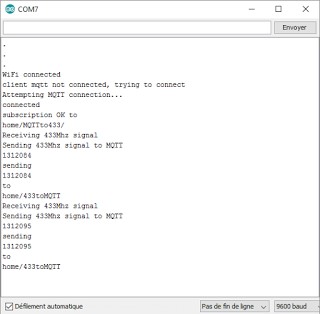 COM7
Envoyer
.
.
.
WiFi connected
client mqtt not connected, trying to connect
Attempting MQTT connection...
connected
subscription OK to
home/MQTTto433/
Receiving 433Mhz signal
Sending 433Mhz signal to MQTT
1312084
sending
1312084
to
home/433toMQTT
Receiving 433Mhz signal
Sending 433Mhz signal to MQTT
1312095
sending
1312095
to
home/433toMQTT
Défilement automatique
Pas de fin de ligne
9600 baud